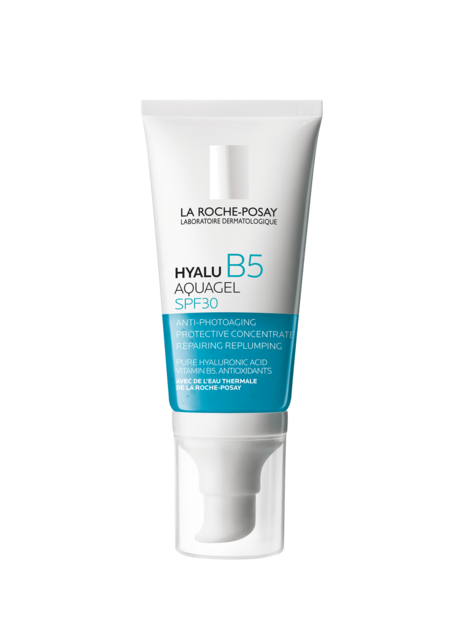 LA ROCHE-POSAY
LABORATOIRE DERMATOLOGIQUE
HYALU B5
AQUAGEL
SPF30
ANTI-PHOTOAGING
PROTECTIVE CONCENTRATE
REPAIRING REPLUMPING
PURE HYALURONIC ACID
VITAMIN B5, ANTIOXIDANTS
AVEC DE L'EAU THERMALE
DE LA ROCHE-POSAY